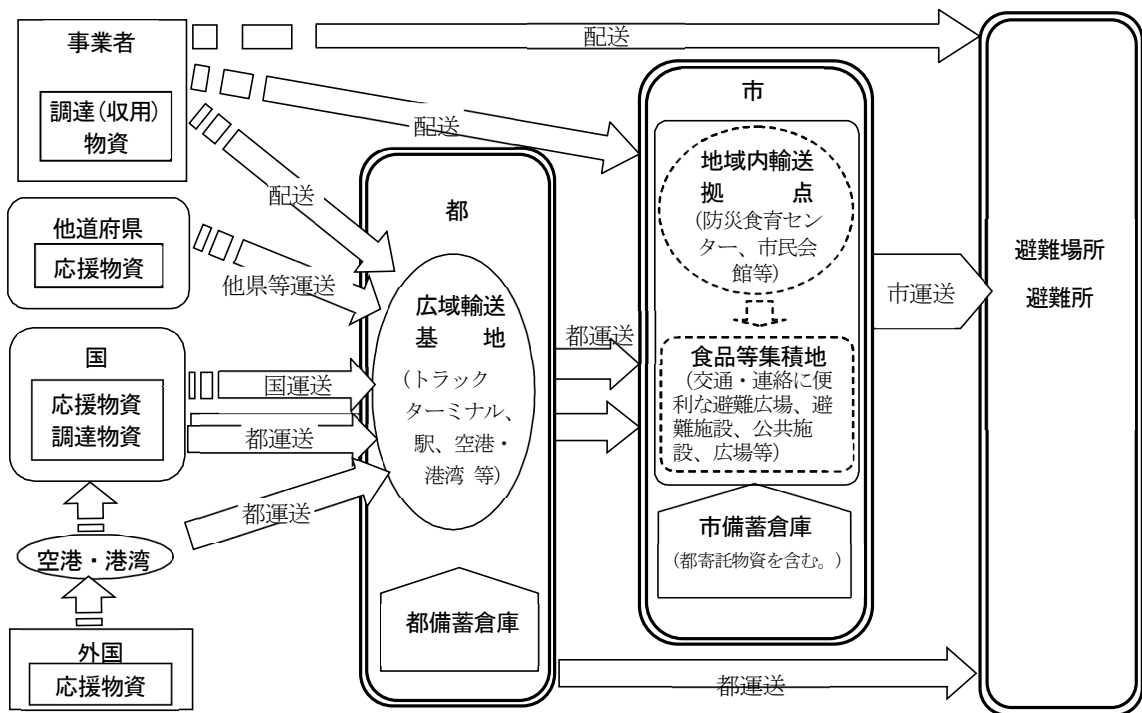 事業者
調達（収用）
物資
他道府県
応援物資
国
応援物資
調達物資
空港・港湾
外国
応援物資
配送
配送
配送
他県等運送
国運送
都運送
都運送
都
広域輸送
基　　地
（トラック
ターミナル、
駅、空港・
港湾 等）
都備蓄倉庫
都運送
都運送
市
地域内輸送
拠　　点
（防災食育セン
ター、市民会
館等）
食品等集積地
（交通・連絡に便
利な避難広場、避
難施設、公共施
設、広場等）
市備蓄倉庫
（都寄託物資を含む。）
市運送
避難場所
避難所